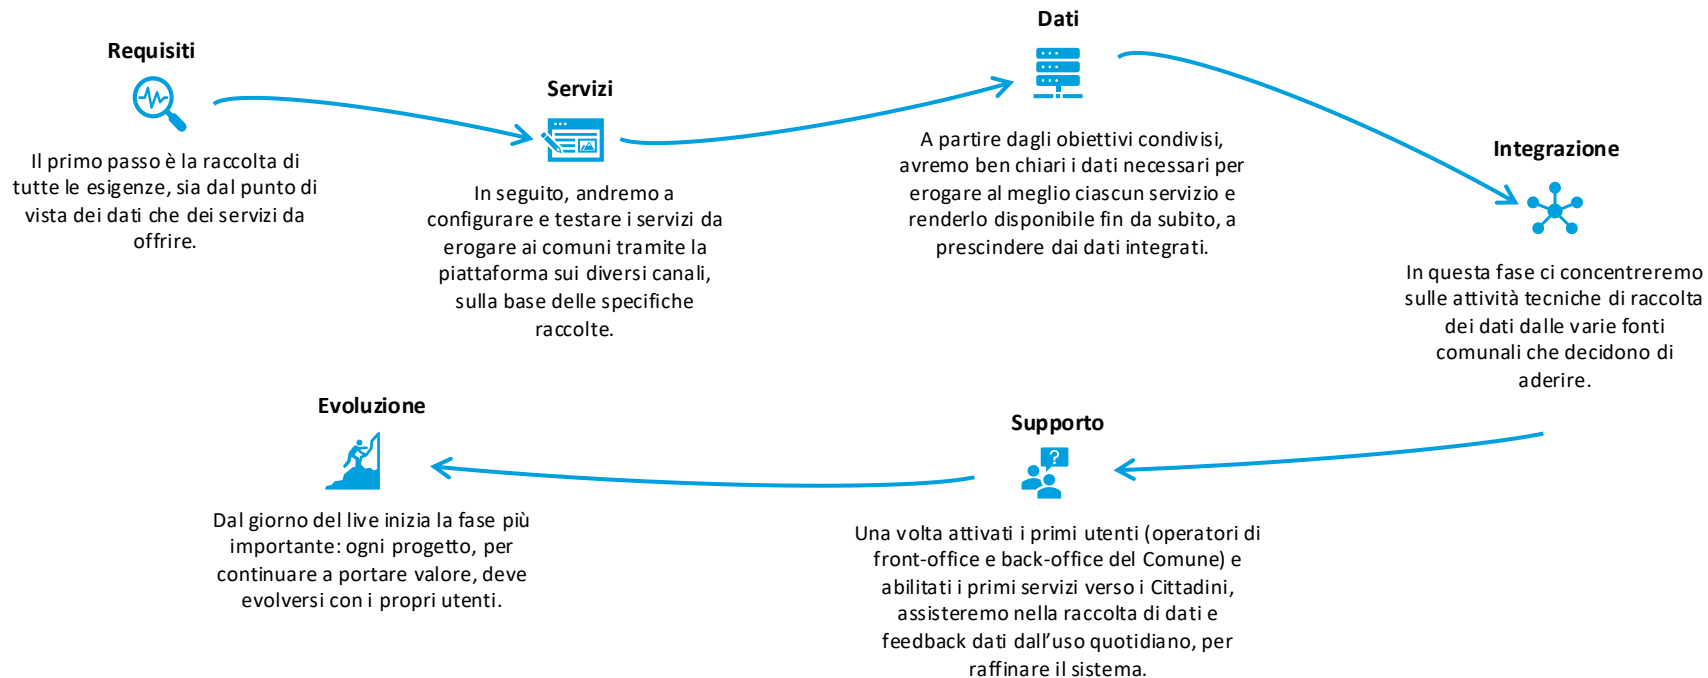 Requisiti
Il primo passo è la raccolta di
tutte le esigenze, sia dal punto di
vista dei dati che dei servizi da
offrire.
Servizi
In seguito, andremo a
configurare e testare i servizi da
erogare ai comuni tramite la
piattaforma sui diversi canali,
sulla base delle specifiche
raccolte.
Dati
A partire dagli obiettivi condivisi,
avremo ben chiari i dati necessari per
erogare al meglio ciascun servizio e
renderlo disponibile fin da subito, a
prescindere dai dati integrati.
Integrazione
In questa fase ci concentreremo
sulle attività tecniche di raccolta
dei dati dalle varie fonti
comunali che decidono di
aderire.
Supporto
?
Una volta attivati i primi utenti (operatori di
front-office e back-office del Comune) e
abilitati i primi servizi verso i Cittadini,
assisteremo nella raccolta di dati e
feedback dati dall’uso quotidiano, per
raffinare il sistema.
Evoluzione
Dal giorno del live inizia la fase più
importante: ogni progetto, per
continuare a portare valore, deve
evolversi con i propri utenti.